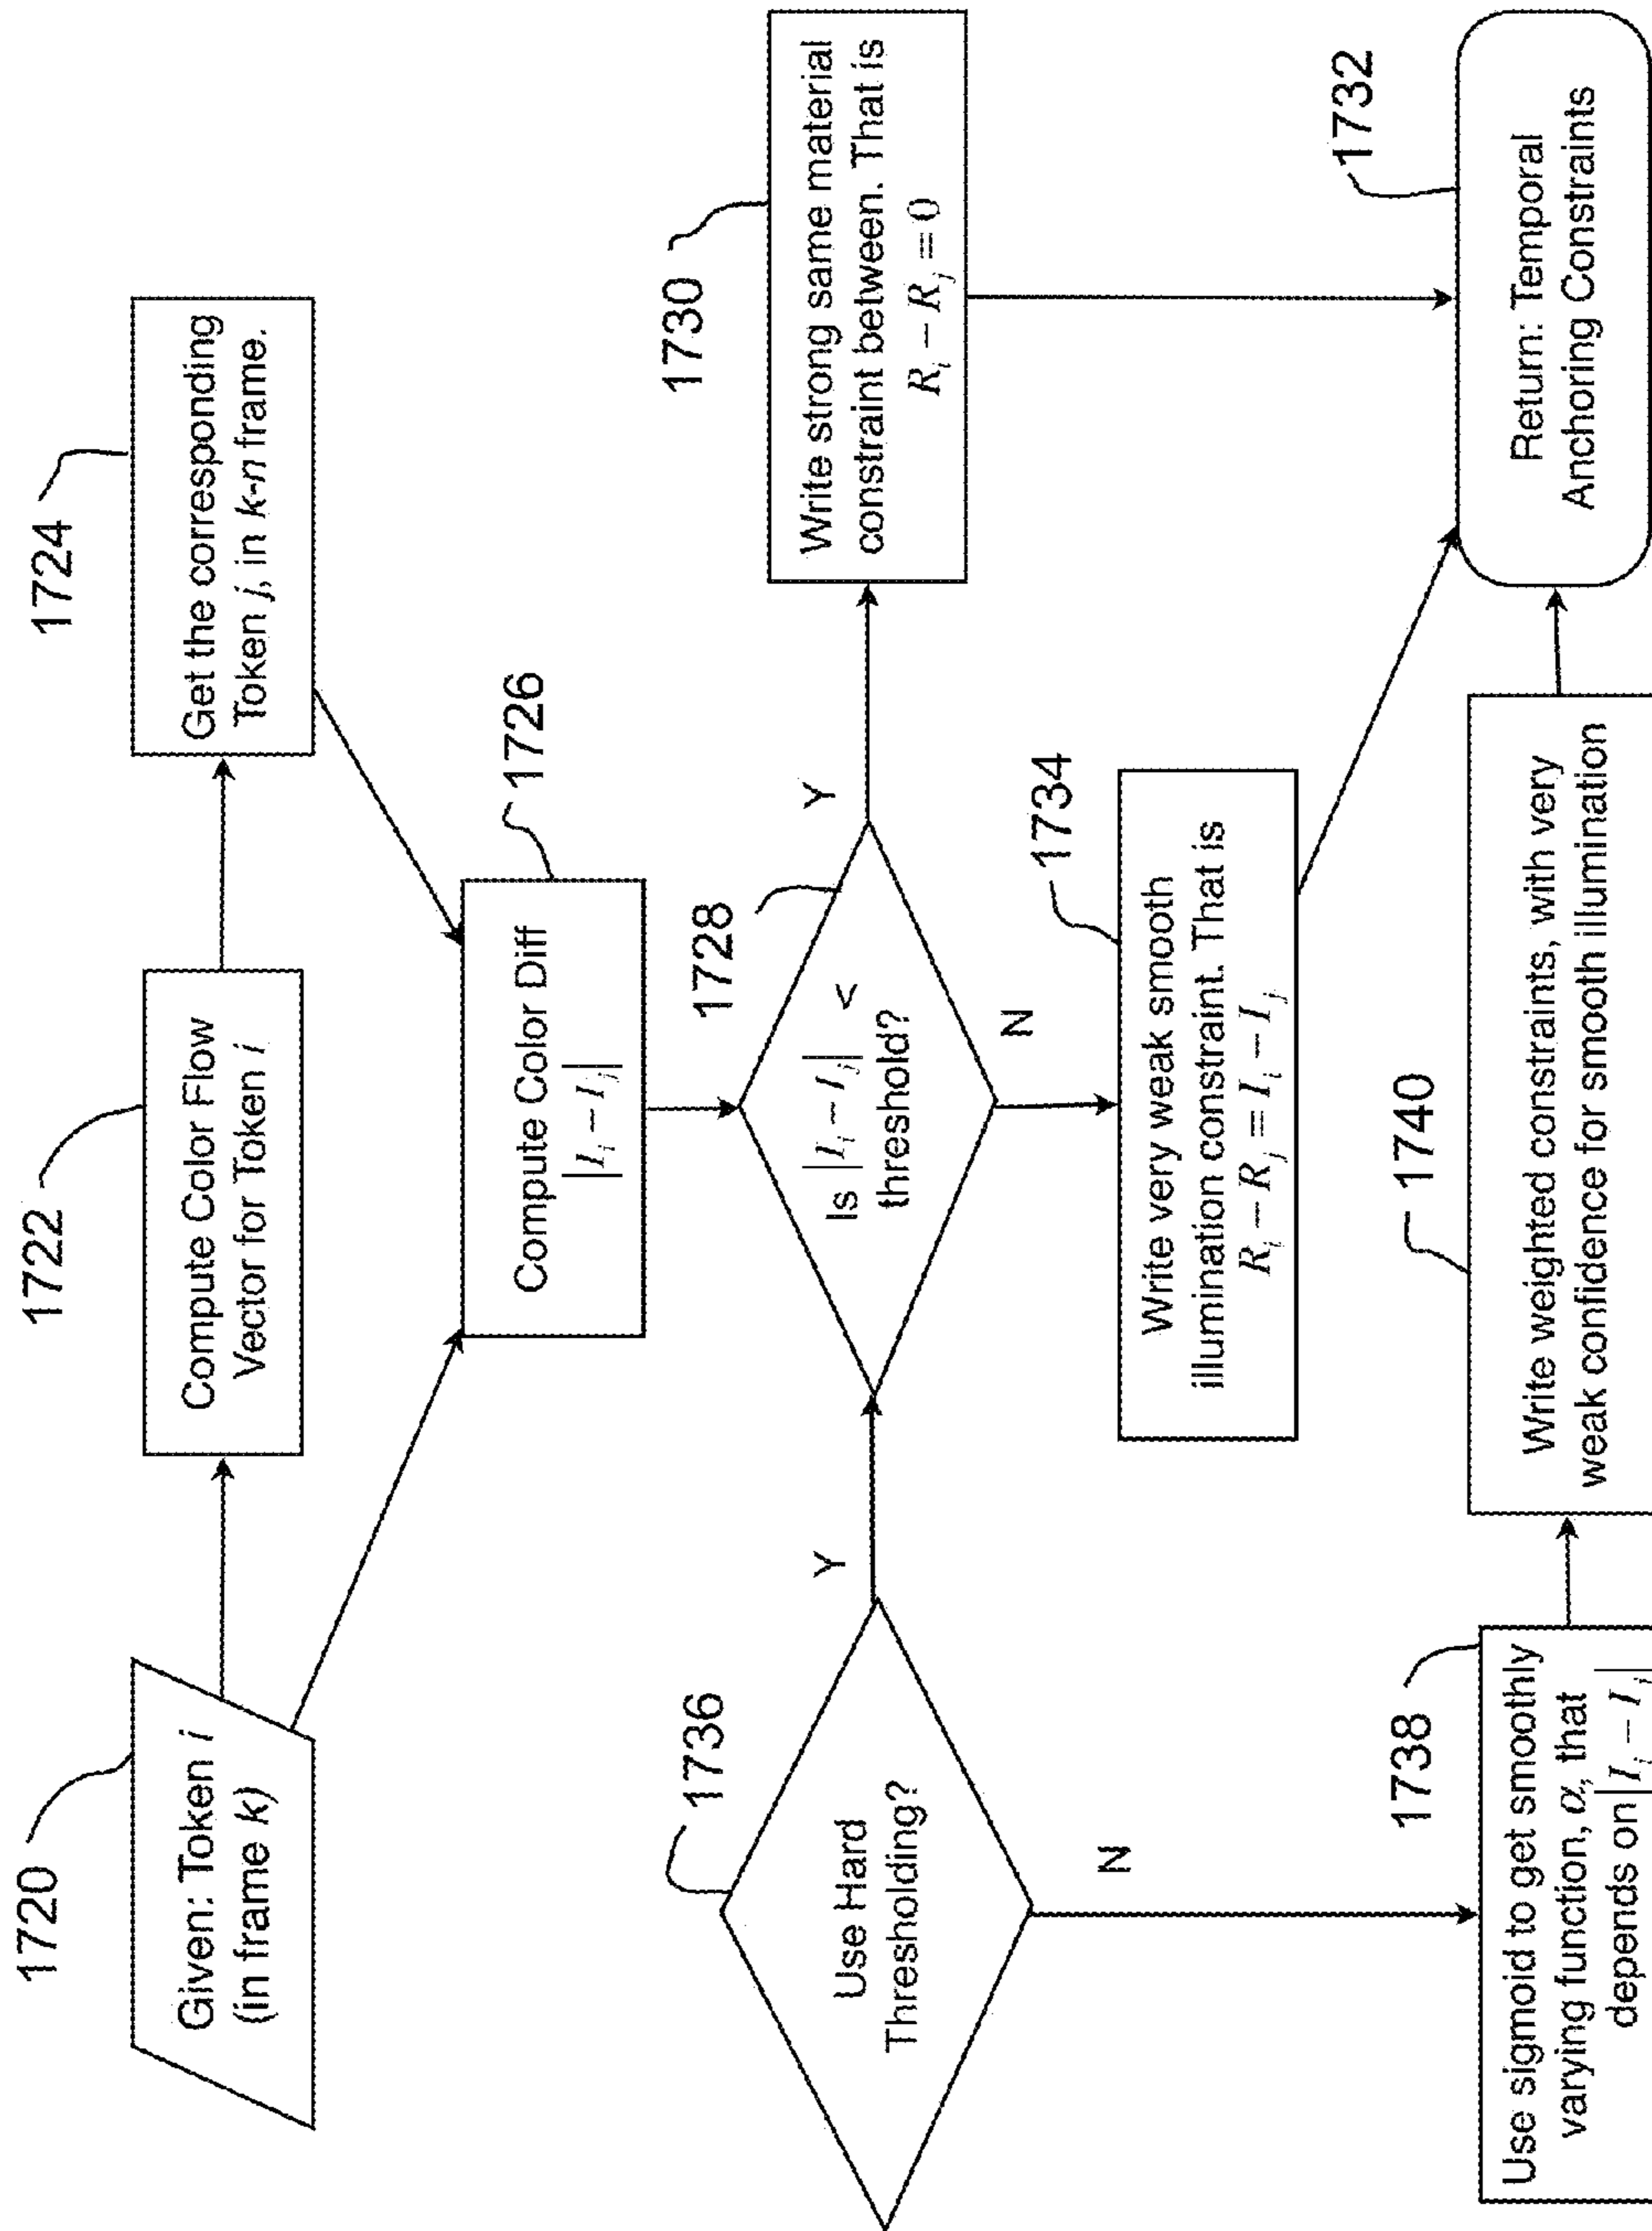 1720
Given: Token i
(in frame k)
1722
Compute Color Flow
Vector for Token i
1724
Get the corresponding
Token j, in k-n frame.
1726
Compute Color Diff
|I_i − I_j|
1736
Use Hard
Thresholding?
Y
N
1728
Is |I_i − I_j| <
threshold?
Y
N
1730
Write strong same material
constraint between. That is
R_i − R_j = 0
1734
Write very weak smooth
illumination constraint. That is
R_i − R_j = I_i − I_j
1738
Use sigmoid to get smoothly
varying function, α, that
depends on |I_i − I_j|
1740
Write weighted constraints, with very
weak confidence for smooth illumination
1732
Return: Temporal
Anchoring Constraints